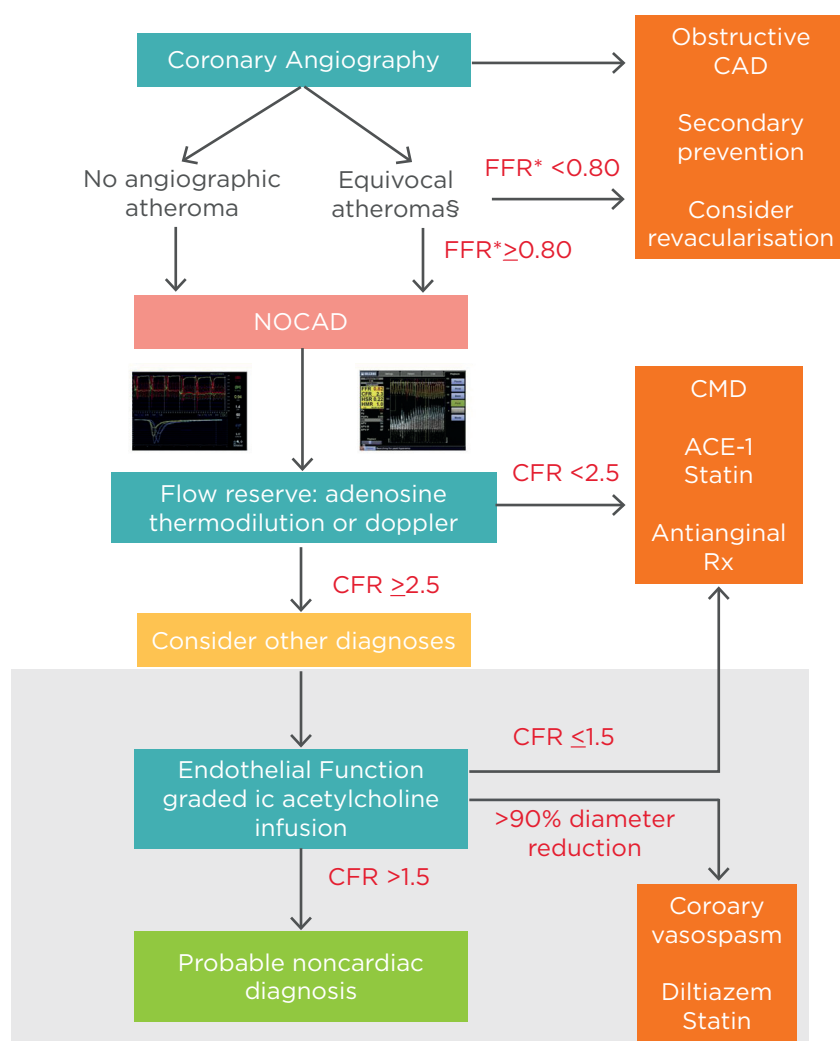 Coronary Angiography
Obstructive
CAD
Secondary
prevention
Consider
revacularisation
No angiographic
atheroma
Equivocal
atheroma§
FFR* <0.80
FFR*≥0.80
NOCAD
CMD
ACE-1
Statin
Antianginal
Rx
Flow reserve: adenosine
thermodilution or doppler
CFR <2.5
CFR ≥2.5
Consider other diagnoses
Endothelial Function
graded ic acetylcholine
infusion
CFR ≤1.5
>90% diameter
reduction
CFR >1.5
Probable noncardiac
diagnosis
Coroary
vasospasm
Diltiazem
Statin